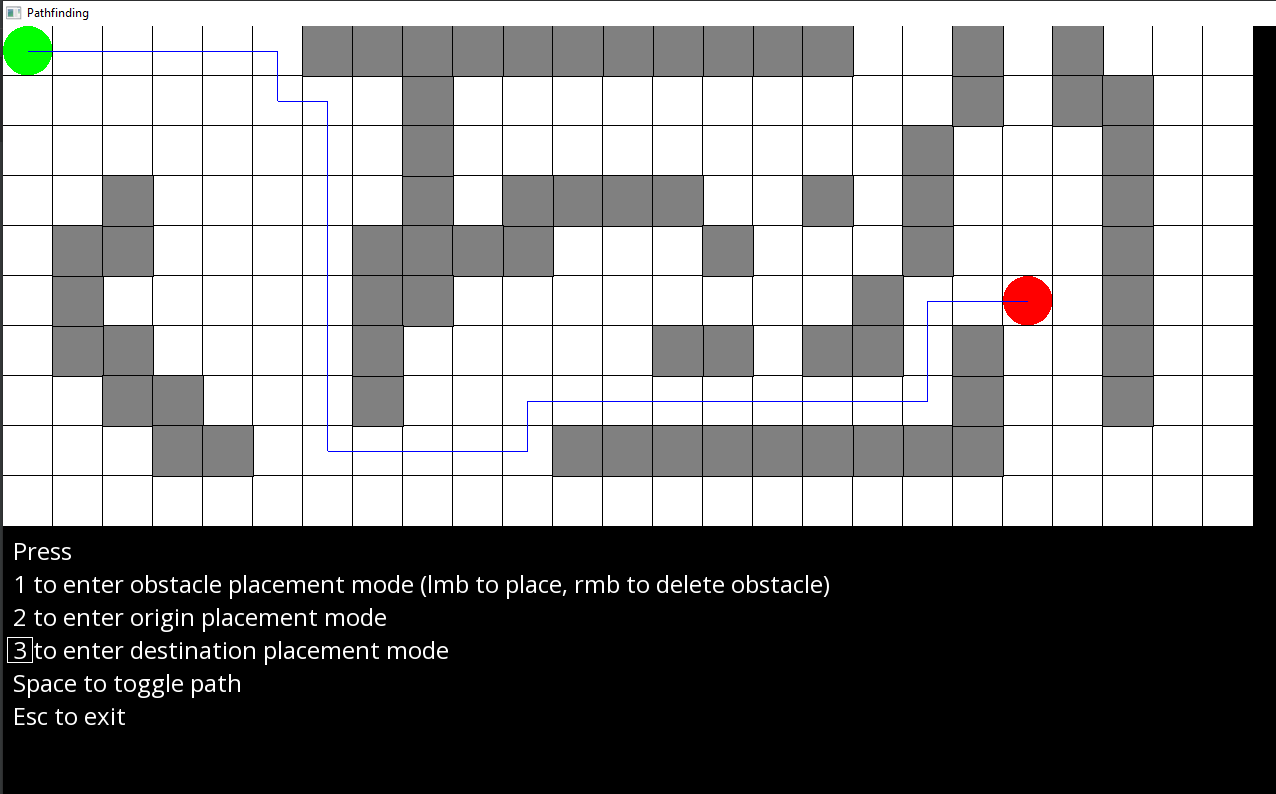 Pathfinding
Press
1 to enter obstacle placement mode (lmb to place, rmb to delete obstacle)
2 to enter origin placement mode
3 to enter destination placement mode
Space to toggle path
Esc to exit